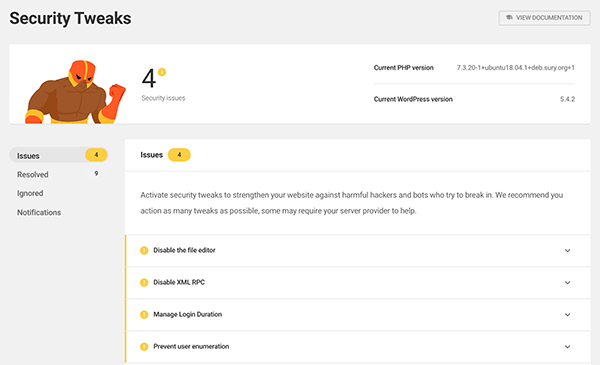 Security Tweaks
VIEW DOCUMENTATION
4
Security issues
Current PHP version 7.3.20-1+ubuntu18.04.1+deb.sury.org+1
Current WordPress version 5.4.2
Issues 4
Resolved 9
Ignored
Notifications
Issues 4
Activate security tweaks to strengthen your website against harmful hackers and bots who try to break in. We recommend you
action as many tweaks as possible, some may require your server provider to help.
Disable the file editor
Disable XML RPC
Manage Login Duration
Prevent user enumeration